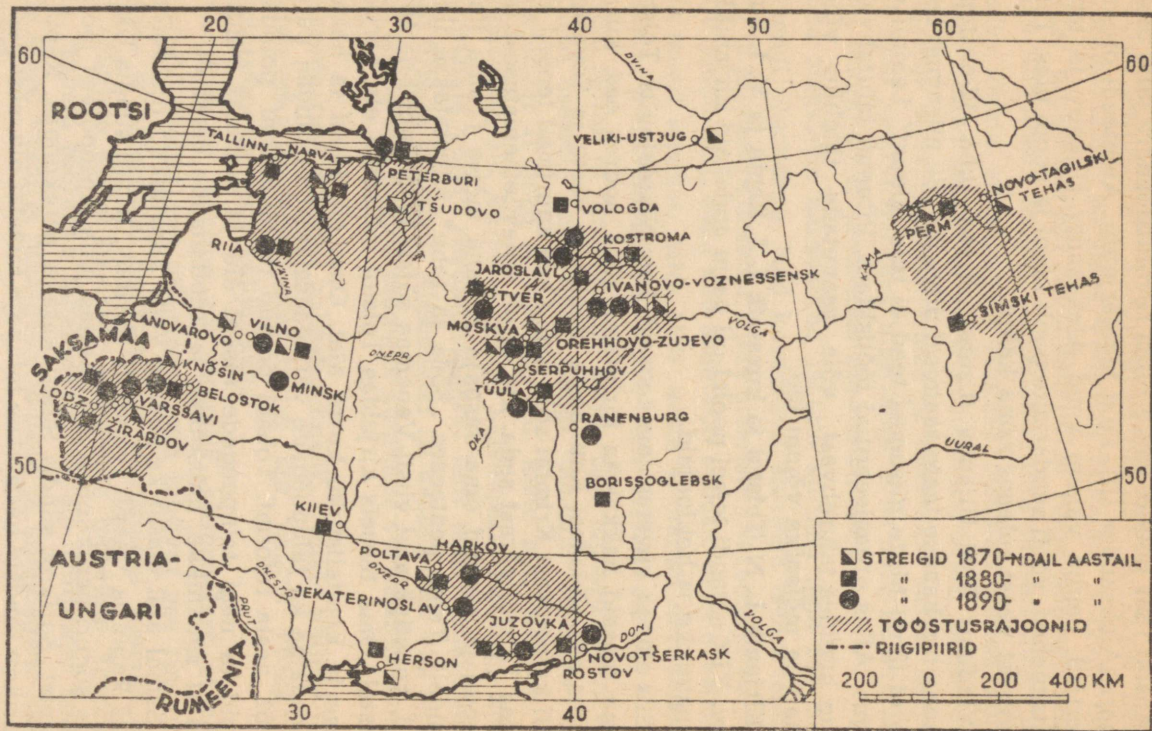 20
30
40
50
60
60
60
ROOTSI
DVINA
VELIKI-USTJUG
TALLINN
NARVA
PETERBURI
TŠUDOVO
NOVO-TAGILSKI
TEHAS
VOLOGDA
PERM
KOSTROMA
RIIA
JAROSLAVL
KAMA
IVANOVO-VOZNESSENSK
TVER
SIMSKI TEHAS
LANDVAROVO
VILNO
MOSKVA
OREHHOVO-ZUJEVO
VOLGA
DNEPR
SAKSAMAA
KNÕŠIN
MINSK
SERPUHHOV
BELOSTOK
LODZ
VARSSAVI
TUULA
ŽIRARDOV
RANENBURG
OKA
UURAL
50
50
BORISSOGLEBSK
KIIEV
HARKOV
POLTAVA
AUSTRIA-
UNGARI
DNESTR
DNEPR
JEKATERINOSLAV
PRUT
JUZOVKA
DON
VOLGA
HERSON
NOVOTŠERKASK
ROSTOV
RUMEENIA
STREIGID 1870-NDAIL AASTAIL
" 1880- " "
" 1890- " "
TÖÖSTUSRAJOONID
RIIGIPIIRID
200 0 200 400 KM
30
40